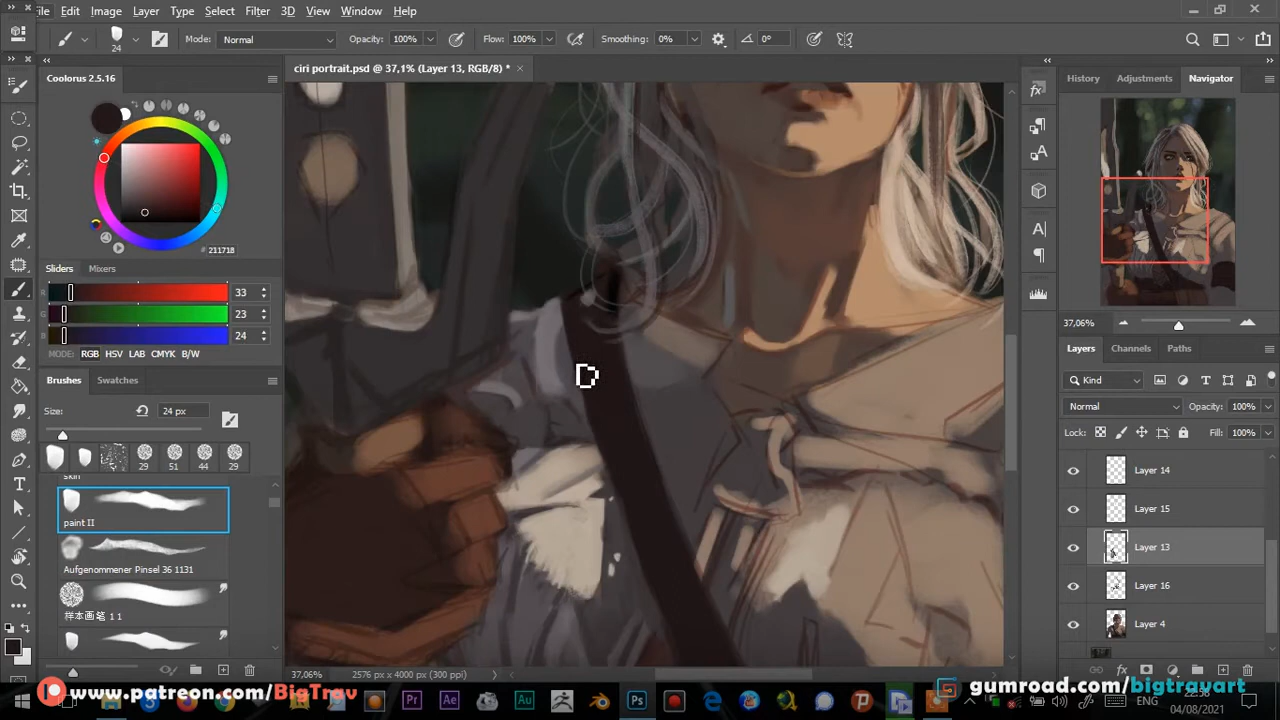 File Edit Image Layer Type Select Filter 3D View Window Help
24 Mode: Normal Opacity: 100% Flow: 100% Smoothing: 0% 0°
Coolorus 2.5.16
ciri portrait.psd @ 37,1% (Layer 13, RGB/8) * ×
History Adjustments Navigator
# 211718
Sliders Mixers
R 33
G 23
B 24
MODE: RGB HSV LAB CMYK B/W
37,06%
Layers Channels Paths
Kind
Normal Opacity: 100%
Lock: Fill: 100%
Brushes Swatches
Size: 24 px
29 51 44 29
skin
paint II
Aufgenommener Pinsel 36 1131
样本画笔 1 1
Layer 14
Layer 15
Layer 13
Layer 16
Layer 4
37,06% 2576 px x 4000 px (300 ppi)
www.patreon.com/BigTrav
gumroad.com/bigtravart
ENG
04/08/2021